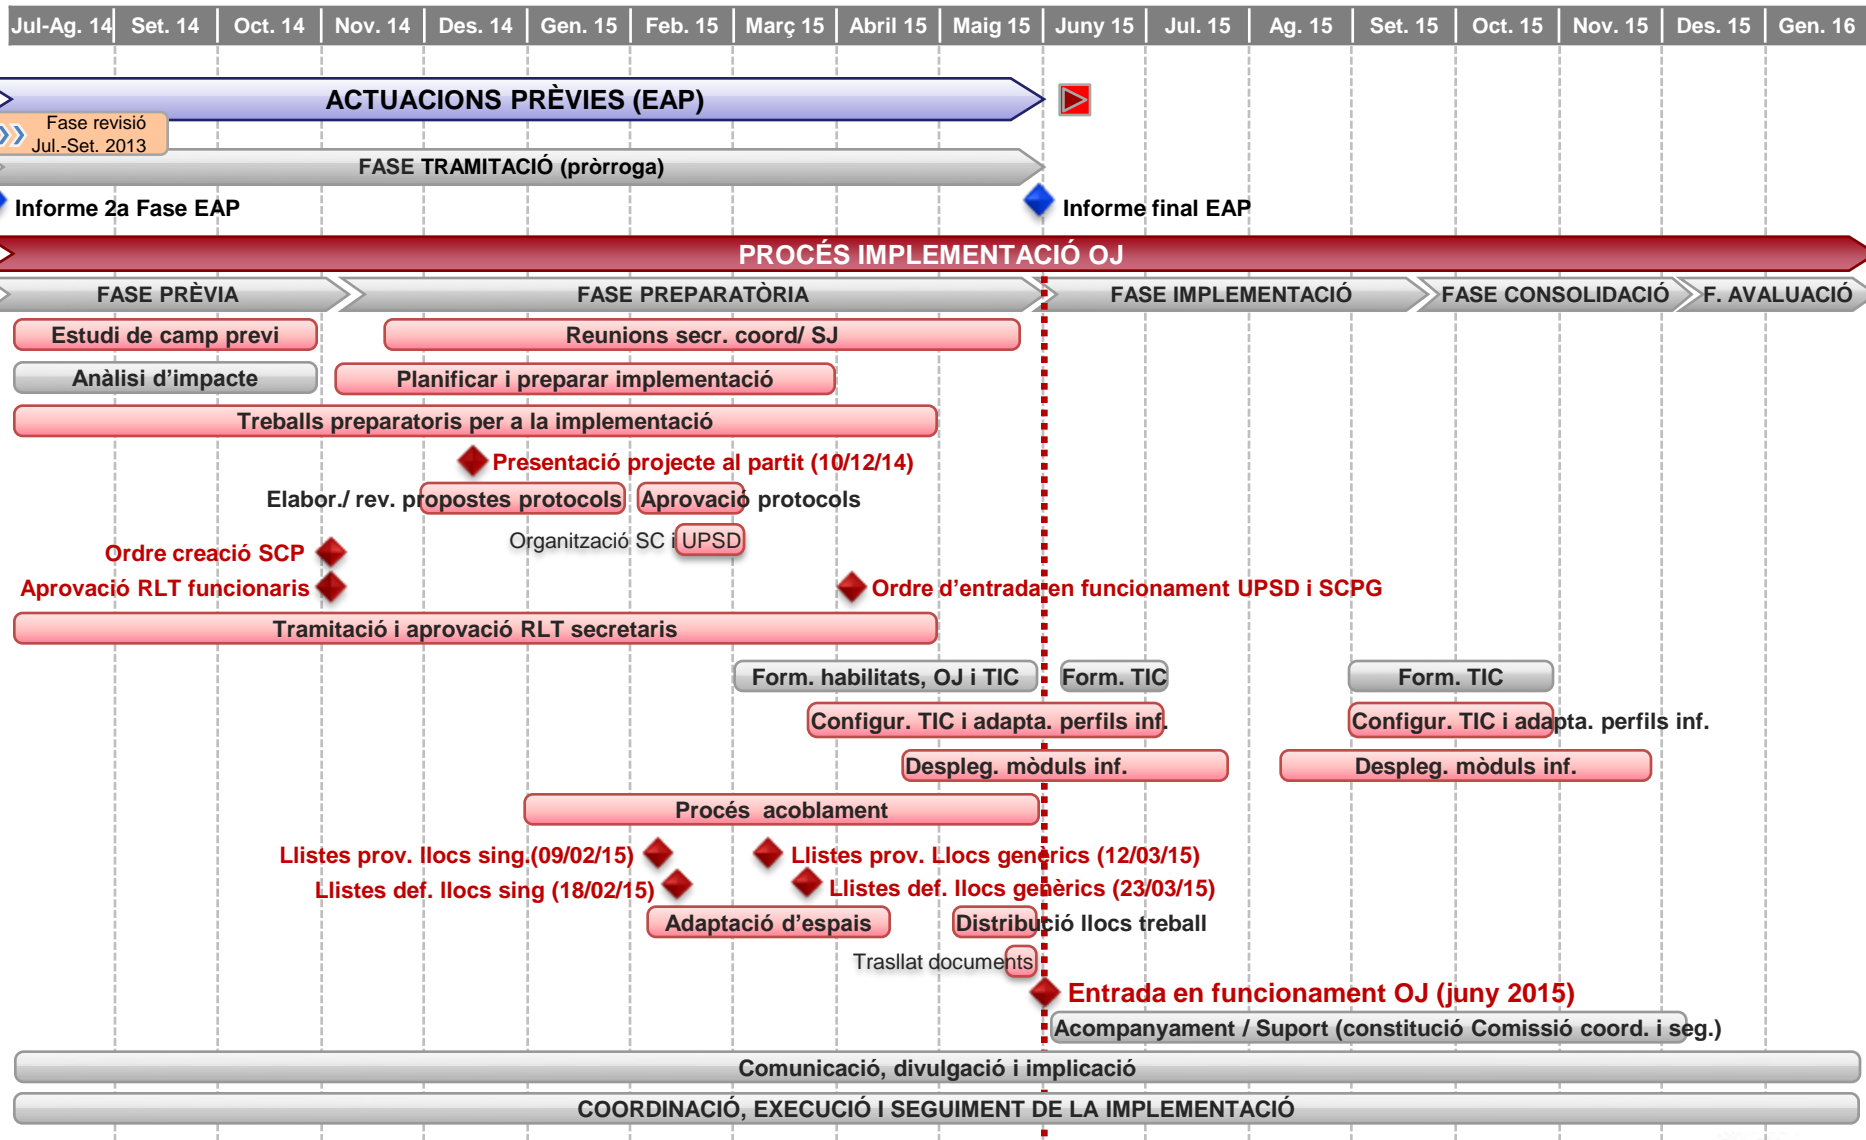 Jul-Ag. 14 Set. 14 Oct. 14 Nov. 14 Des. 14 Gen. 15 Feb. 15 Març 15 Abril 15 Maig 15 Juny 15 Jul. 15 Ag. 15 Set. 15 Oct. 15 Nov. 15 Des. 15 Gen. 16
ACTUACIONS PRÈVIES (EAP)
Fase revisió
Jul.-Set. 2013
FASE TRAMITACIÓ (pròrroga)
Informe 2a Fase EAP
Informe final EAP
PROCÉS IMPLEMENTACIÓ OJ
FASE PRÈVIA FASE PREPARATÒRIA FASE IMPLEMENTACIÓ FASE CONSOLIDACIÓ F. AVALUACIÓ
Estudi de camp previ
Reunions secr. coord/ SJ
Anàlisi d'impacte
Planificar i preparar implementació
Treballs preparatoris per a la implementació
Presentació projecte al partit (10/12/14)
Elabor./ rev. propostes protocols
Aprovació protocols
Organització SC i UPSD
Ordre creació SCP
Aprovació RLT funcionaris
Ordre d'entrada en funcionament UPSD i SCPG
Tramitació i aprovació RLT secretaris
Form. habilitats, OJ i TIC
Form. TIC
Form. TIC
Configur. TIC i adapta. perfils inf.
Configur. TIC i adapta. perfils inf.
Despleg. mòduls inf.
Despleg. mòduls inf.
Procés acoblament
Llistes prov. llocs sing.(09/02/15)
Llistes prov. Llocs genèrics (12/03/15)
Llistes def. llocs sing (18/02/15)
Llistes def. llocs genèrics (23/03/15)
Adaptació d'espais
Distribució llocs treball
Trasllat documents
Entrada en funcionament OJ (juny 2015)
Acompanyament / Suport (constitució Comissió coord. i seg.)
Comunicació, divulgació i implicació
COORDINACIÓ, EXECUCIÓ I SEGUIMENT DE LA IMPLEMENTACIÓ